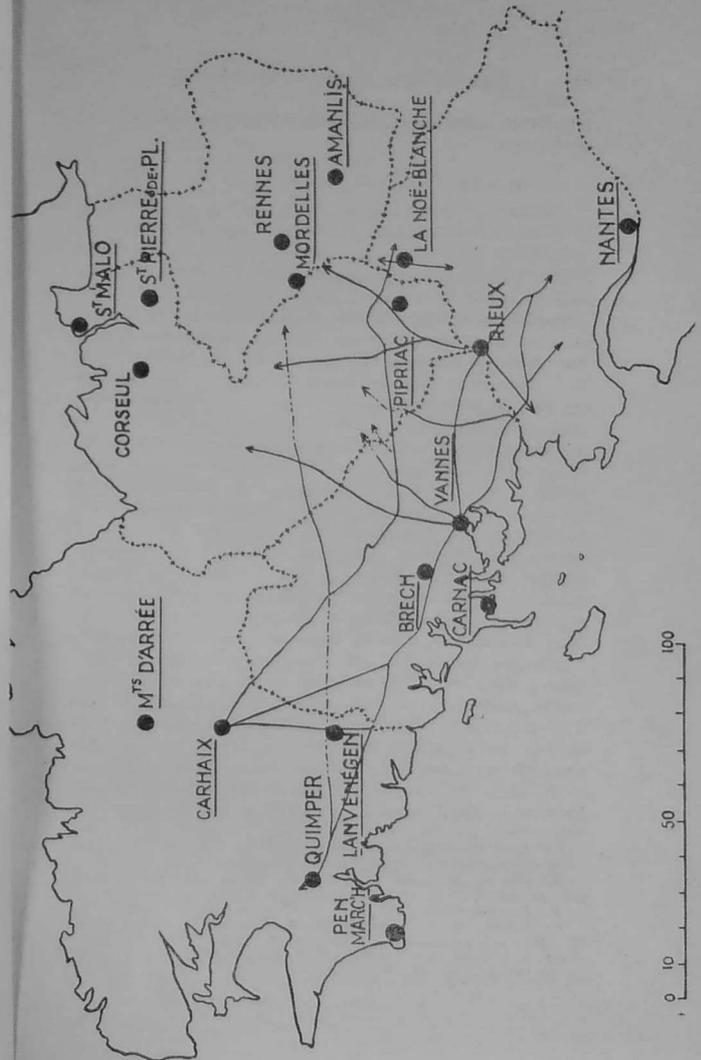 Sᵀ MALO
Sᵀ PIERRE-DE-PL.
CORSEUL
Mᵀˢ D'ARRÉE
CARHAIX
RENNES
MORDELLES
AMANLIS
QUIMPER
LANVÉNÉGEN
PEN
MARC'H
PIPRIAC
LA NOË-BLANCHE
BRECH
VANNES
CARNAC
RIEUX
NANTES
0 10 50 100